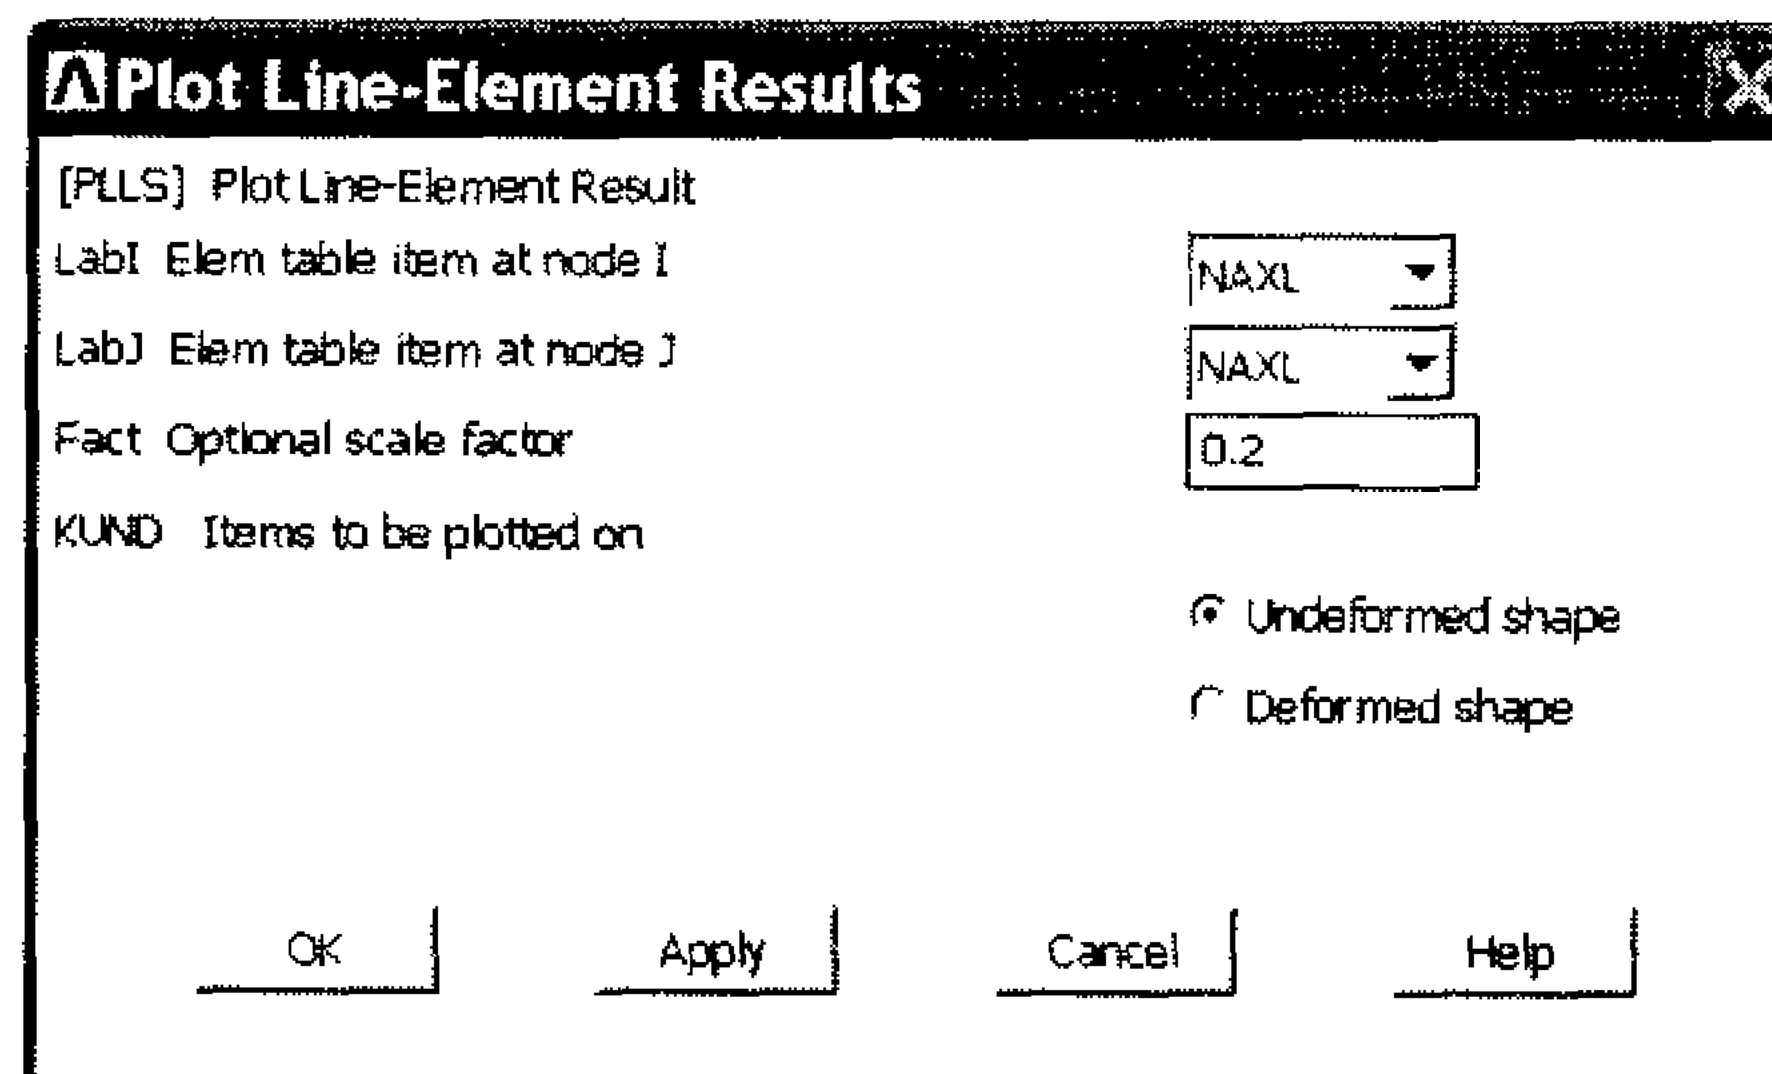 Plot Line-Element Results
[PLLS] Plot Line-Element Result
LabI Elem table item at node I NAXL
LabJ Elem table item at node J NAXL
Fact Optional scale factor 0.2
KUND Items to be plotted on
Undeformed shape
Deformed shape
OK Apply Cancel Help